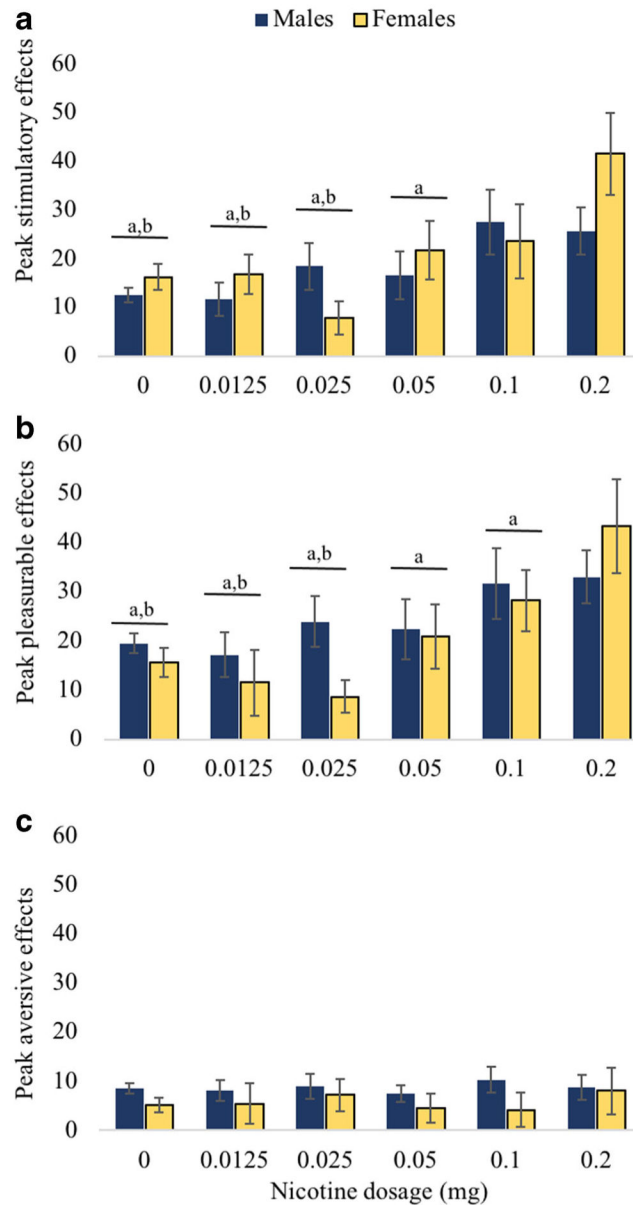 a
Males Females
Peak stimulatory effects
60
50
40
30
20
10
0
a,b a,b a,b a
0 0.0125 0.025 0.05 0.1 0.2
b
Peak pleasurable effects
60
50
40
30
20
10
0
a,b a,b a,b a a
0 0.0125 0.025 0.05 0.1 0.2
c
Peak aversive effects
60
50
40
30
20
10
0
0 0.0125 0.025 0.05 0.1 0.2
Nicotine dosage (mg)